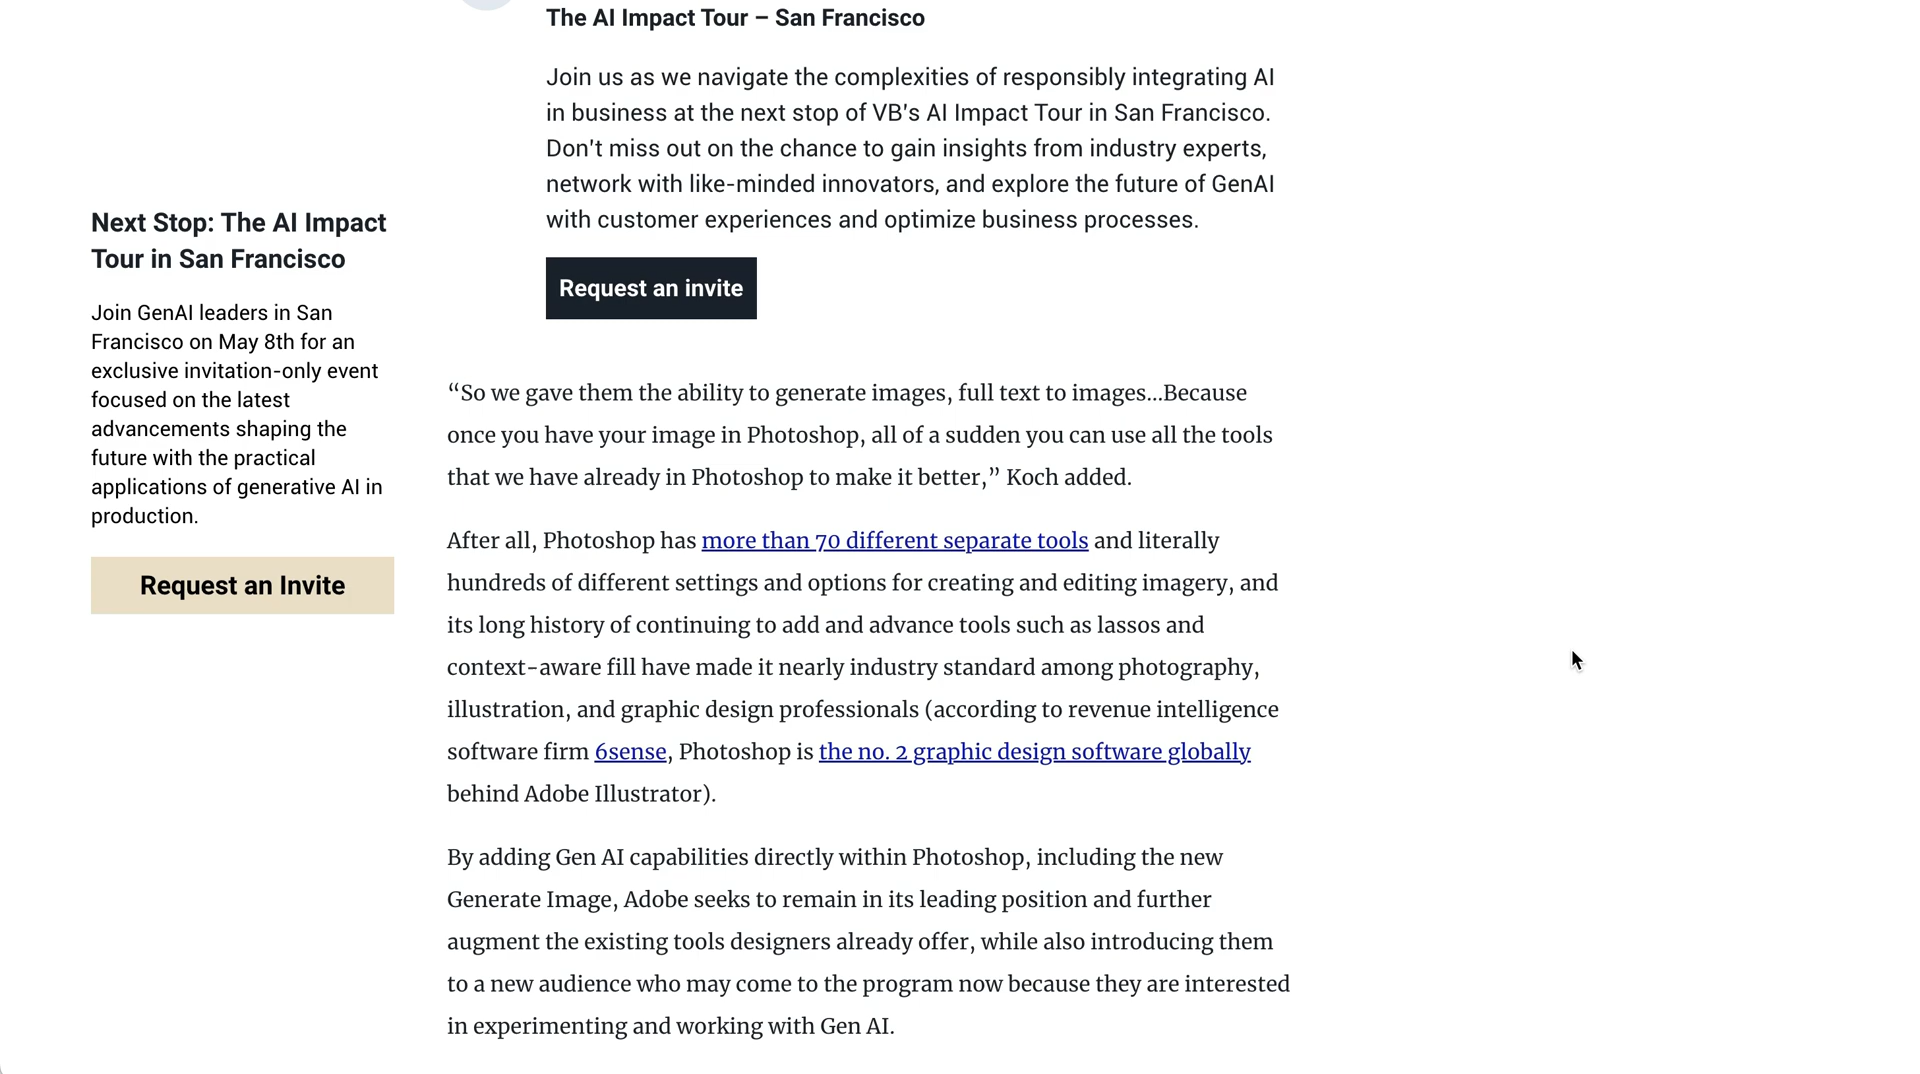 The AI Impact Tour – San Francisco
Join us as we navigate the complexities of responsibly integrating AI
in business at the next stop of VB's AI Impact Tour in San Francisco.
Don't miss out on the chance to gain insights from industry experts,
network with like-minded innovators, and explore the future of GenAI
with customer experiences and optimize business processes.
Request an invite
Next Stop: The AI Impact
Tour in San Francisco
Join GenAI leaders in San
Francisco on May 8th for an
exclusive invitation-only event
focused on the latest
advancements shaping the
future with the practical
applications of generative AI in
production.
Request an Invite
“So we gave them the ability to generate images, full text to images…Because
once you have your image in Photoshop, all of a sudden you can use all the tools
that we have already in Photoshop to make it better,” Koch added.
After all, Photoshop has more than 70 different separate tools and literally
hundreds of different settings and options for creating and editing imagery, and
its long history of continuing to add and advance tools such as lassos and
context-aware fill have made it nearly industry standard among photography,
illustration, and graphic design professionals (according to revenue intelligence
software firm 6sense, Photoshop is the no. 2 graphic design software globally
behind Adobe Illustrator).
By adding Gen AI capabilities directly within Photoshop, including the new
Generate Image, Adobe seeks to remain in its leading position and further
augment the existing tools designers already offer, while also introducing them
to a new audience who may come to the program now because they are interested
in experimenting and working with Gen AI.